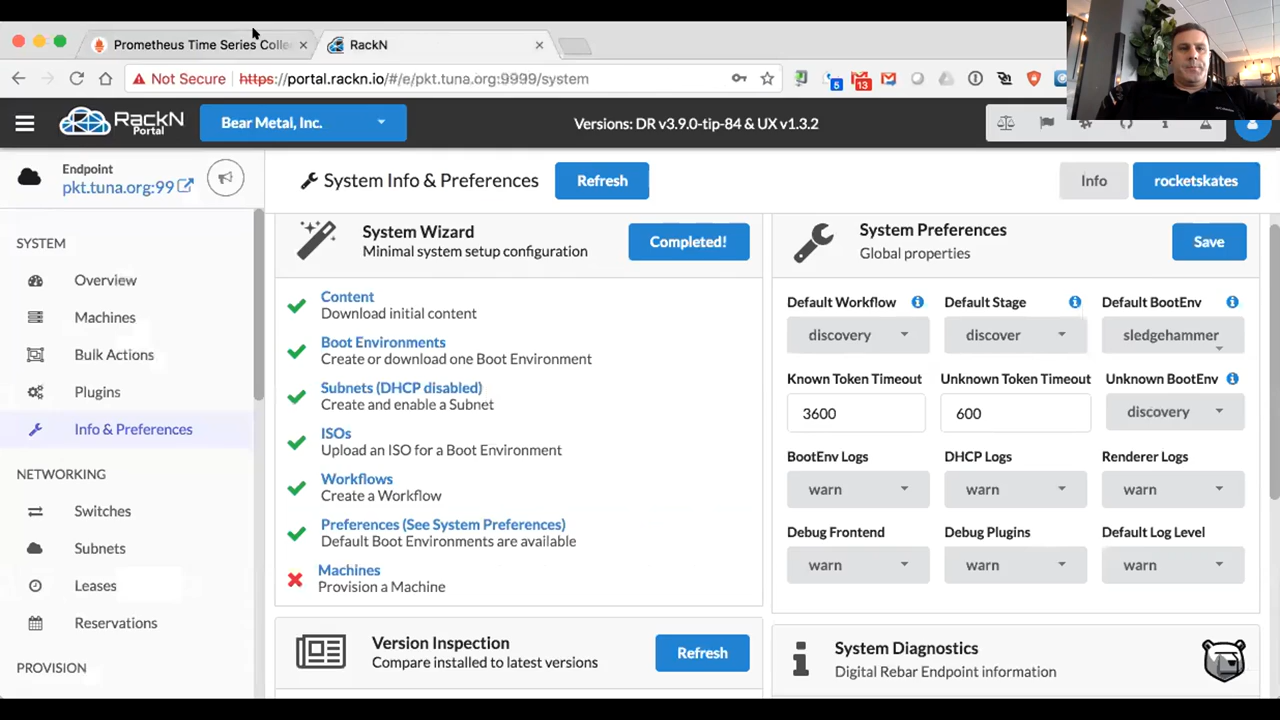 Prometheus Time Series Colle
RackN
Not Secure https://portal.rackn.io/#/e/pkt.tuna.org:9999/system
5
13
RackN
Portal
Bear Metal, Inc.
Versions: DR v3.9.0-tip-84 & UX v1.3.2
Endpoint
pkt.tuna.org:99
System Info & Preferences
Refresh
Info
rocketskates
SYSTEM
Overview
Machines
Bulk Actions
Plugins
Info & Preferences
NETWORKING
Switches
Subnets
Leases
Reservations
PROVISION
System Wizard
Minimal system setup configuration
Completed!
Content
Download initial content
Boot Environments
Create or download one Boot Environment
Subnets (DHCP disabled)
Create and enable a Subnet
ISOs
Upload an ISO for a Boot Environment
Workflows
Create a Workflow
Preferences (See System Preferences)
Default Boot Environments are available
Machines
Provision a Machine
System Preferences
Global properties
Save
Default Workflow
Default Stage
Default BootEnv
discovery
discover
sledgehammer
Known Token Timeout
Unknown Token Timeout
Unknown BootEnv
3600
600
discovery
BootEnv Logs
DHCP Logs
Renderer Logs
warn
warn
warn
Debug Frontend
Debug Plugins
Default Log Level
warn
warn
warn
Version Inspection
Compare installed to latest versions
Refresh
System Diagnostics
Digital Rebar Endpoint information